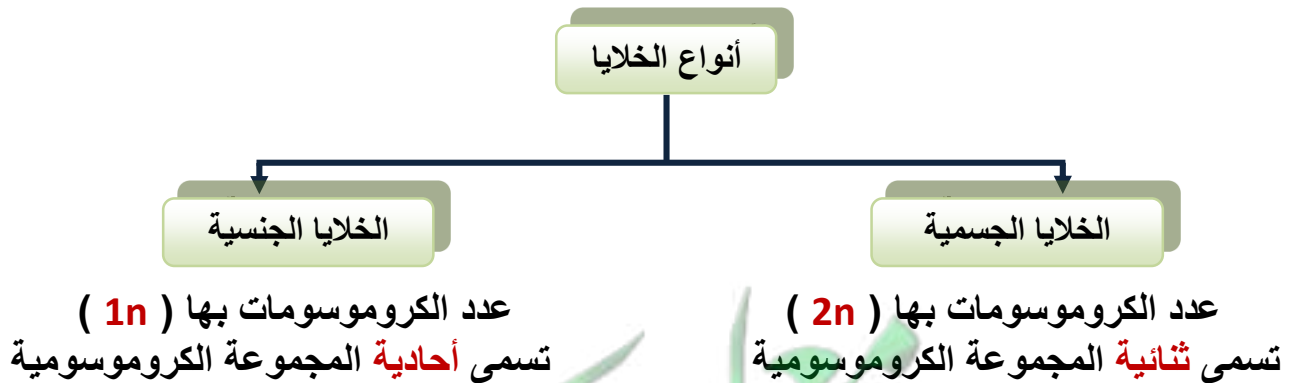 أنواع الخلايا
الخلايا الجسمية
عدد الكروموسومات بها ( 2n )
تسمى ثنائية المجموعة الكروموسومية
الخلايا الجنسية
عدد الكروموسومات بها ( 1n )
تسمى أحادية المجموعة الكروموسومية